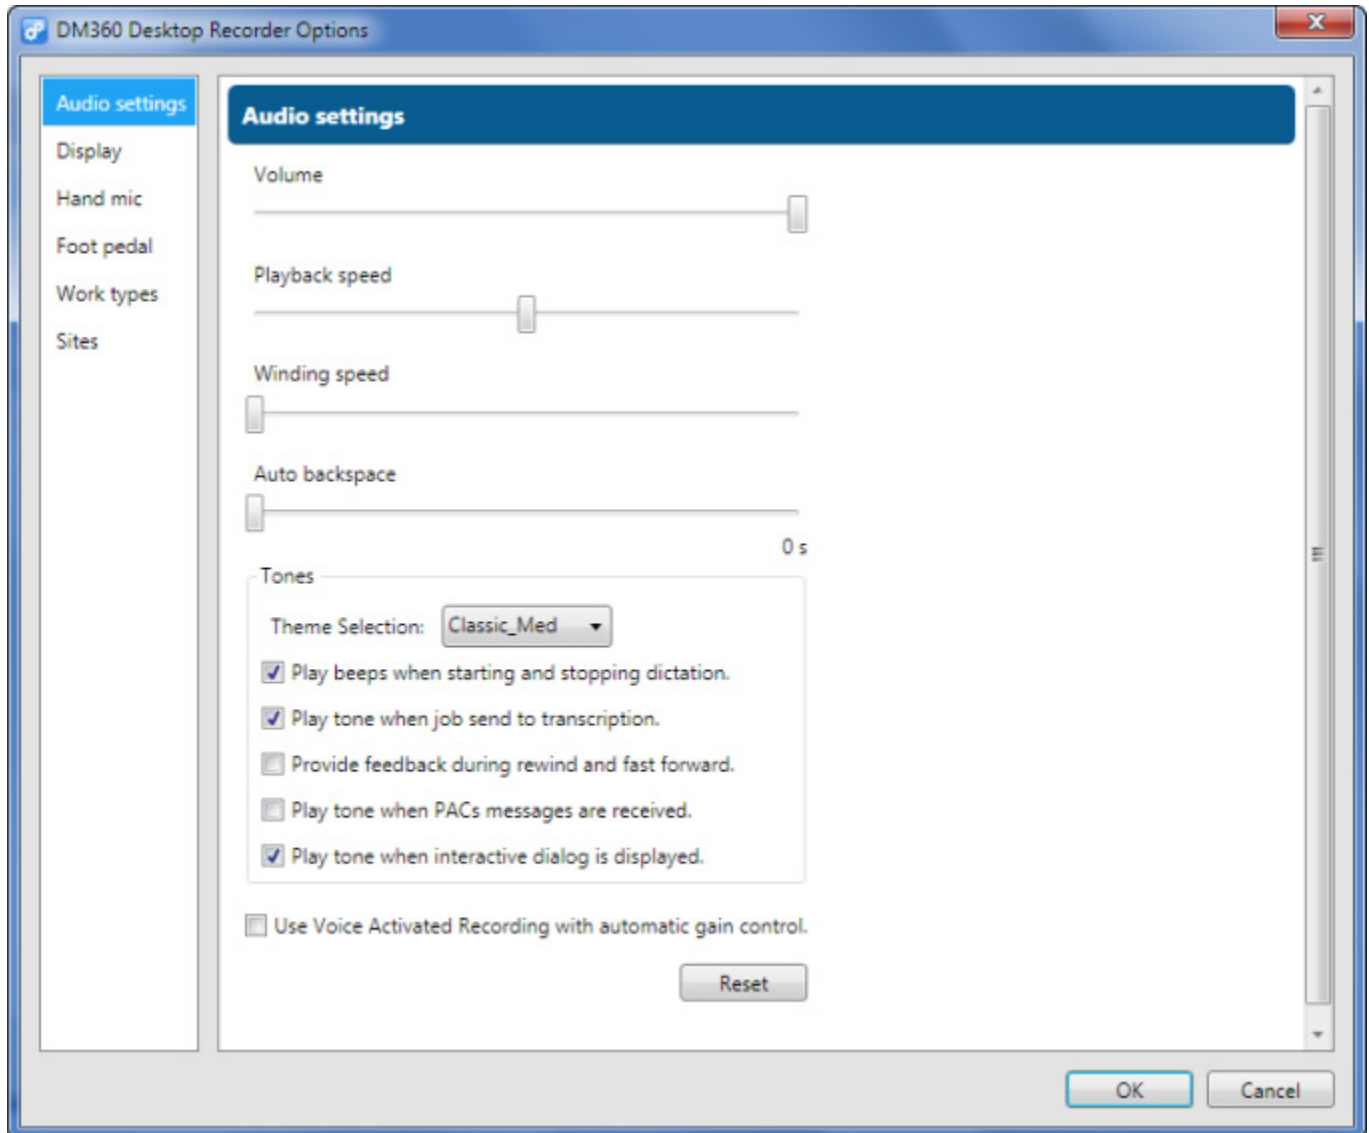 DM360 Desktop Recorder Options
Audio settings
Display
Hand mic
Foot pedal
Work types
Sites
Audio settings
Volume
Playback speed
Winding speed
Auto backspace
0 s
Tones
Theme Selection: Classic_Med
Play beeps when starting and stopping dictation.
Play tone when job send to transcription.
Provide feedback during rewind and fast forward.
Play tone when PACs messages are received.
Play tone when interactive dialog is displayed.
Use Voice Activated Recording with automatic gain control.
Reset
OK Cancel